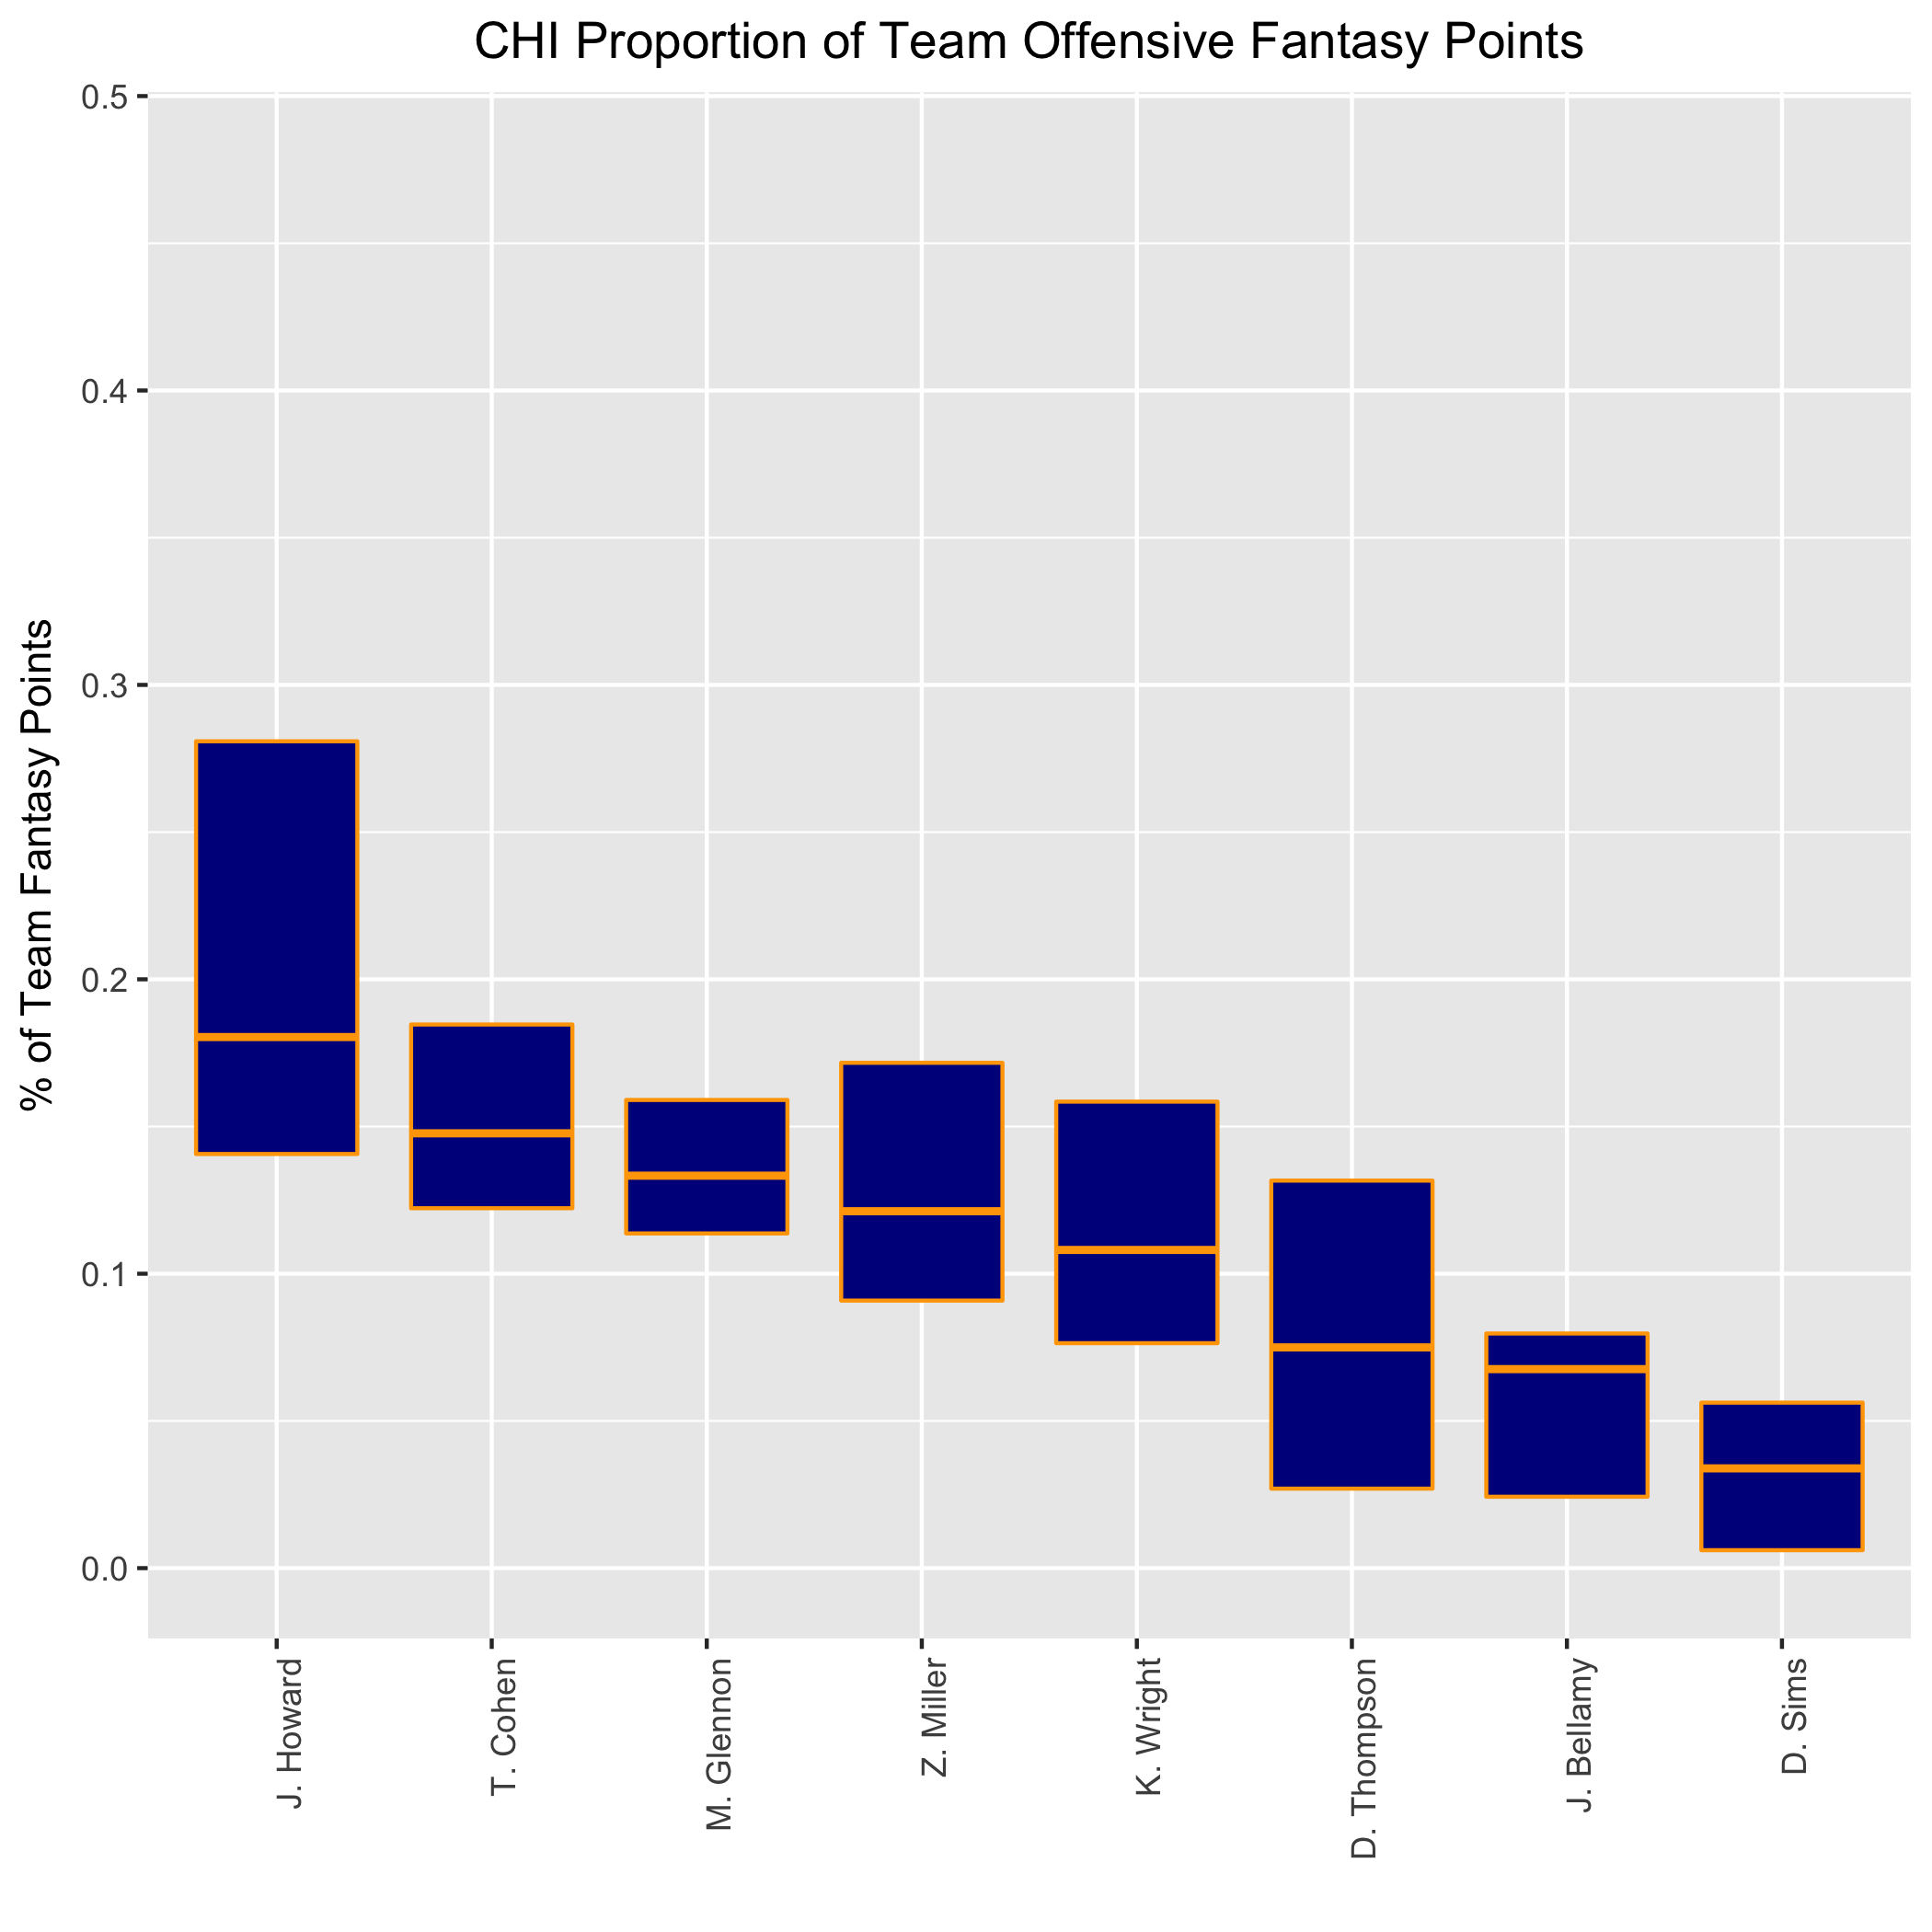 CHI Proportion of Team Offensive Fantasy Points
% of Team Fantasy Points
0.5
0.4
0.3
0.2
0.1
0.0
J. Howard
T. Cohen
M. Glennon
Z. Miller
K. Wright
D. Thompson
J. Bellamy
D. Sims